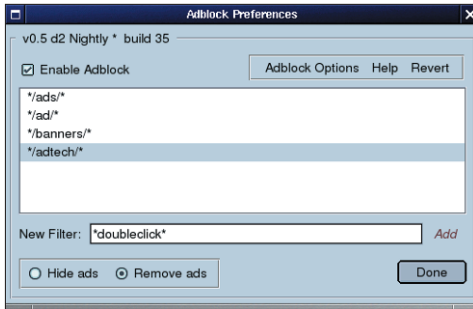 Adblock Preferences
v0.5 d2 Nightly * build 35
Enable Adblock
Adblock Options Help Revert
*/ads/*
*/ad/*
*/banners/*
*/adtech/*
New Filter: *doubleclick* Add
Hide ads Remove ads Done